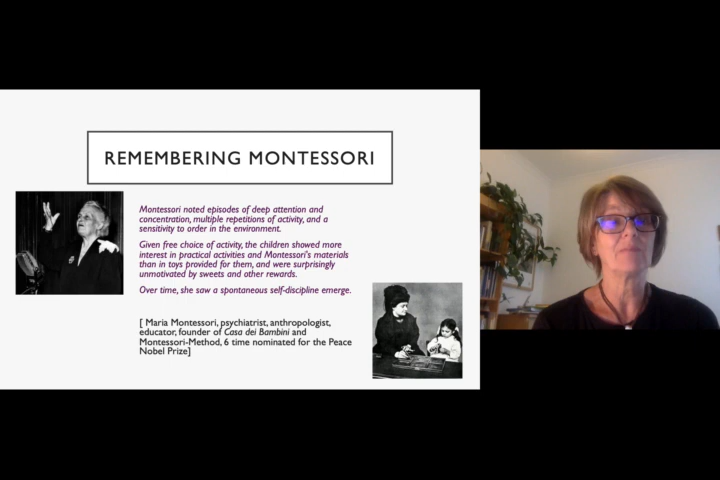 REMEMBERING MONTESSORI
Montessori noted episodes of deep attention and
concentration, multiple repetitions of activity, and a
sensitivity to order in the environment.
Given free choice of activity, the children showed more
interest in practical activities and Montessori's materials
than in toys provided for them, and were surprisingly
unmotivated by sweets and other rewards.
Over time, she saw a spontaneous self-discipline emerge.
[ Maria Montessori, psychiatrist, anthropologist,
educator, founder of Casa dei Bambini and
Montessori-Method, 6 time nominated for the Peace
Nobel Prize]